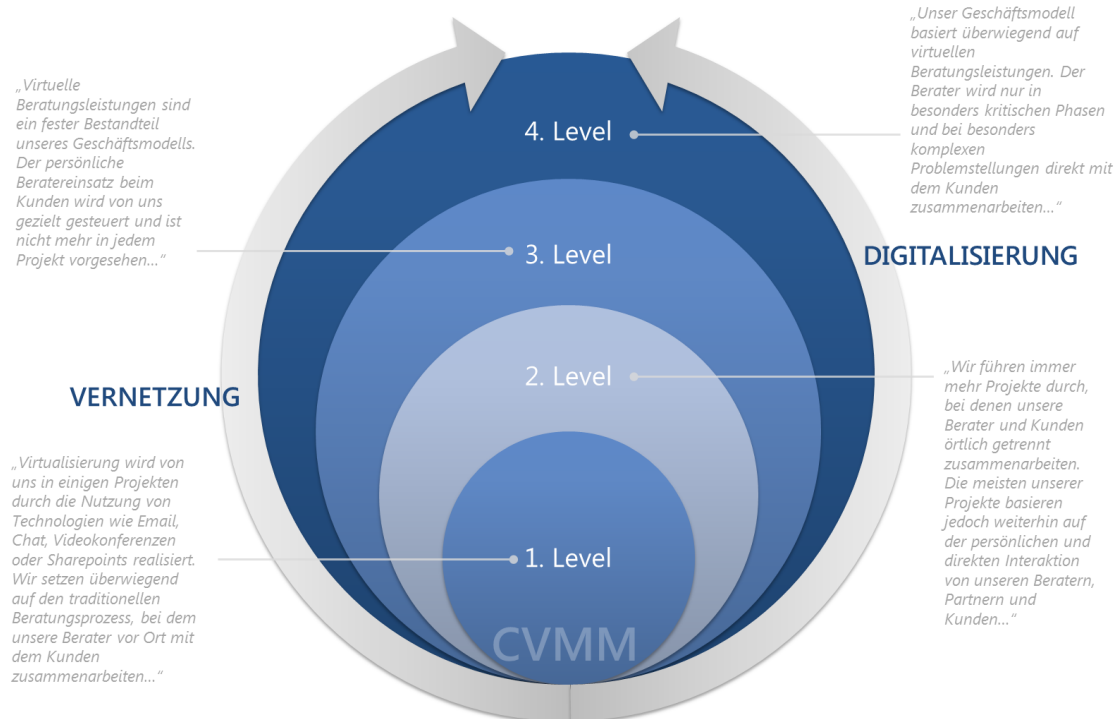 „Unser Geschäftsmodell
basiert überwiegend auf
virtuellen
Beratungsleistungen. Der
Berater wird nur in
besonders kritischen Phasen
und bei besonders
komplexen
Problemstellungen direkt mit
dem Kunden
zusammenarbeiten…“
„Virtuelle
Beratungsleistungen sind
ein fester Bestandteil
unseres Geschäftsmodells.
Der persönliche
Beratereinsatz beim
Kunden wird von uns
gezielt gesteuert und ist
nicht mehr in jedem
Projekt vorgesehen…“
4. Level
3. Level
DIGITALISIERUNG
2. Level
VERNETZUNG
„Wir führen immer
mehr Projekte durch,
bei denen unsere
Berater und Kunden
örtlich getrennt
zusammenarbeiten.
Die meisten unserer
Projekte basieren
jedoch weiterhin auf
der persönlichen und
direkten Interaktion
von unseren Beratern,
Partnern und
Kunden…“
„Virtualisierung wird von
uns in einigen Projekten
durch die Nutzung von
Technologien wie Email,
Chat, Videokonferenzen
oder Sharepoints realisiert.
Wir setzen überwiegend
auf den traditionellen
Beratungsprozess, bei dem
unsere Berater vor Ort mit
dem Kunden
zusammenarbeiten…“
1. Level
CVMM